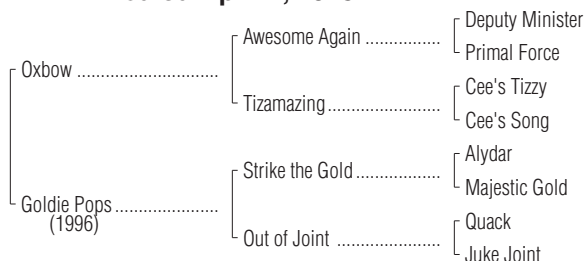 Awesome Again
Deputy Minister
Primal Force
Oxbow
Tizamazing
Cee's Tizzy
Cee's Song
Strike the Gold
Alydar
Majestic Gold
Goldie Pops
(1996)
Out of Joint
Quack
Juke Joint